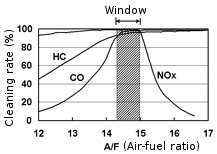 Window
Cleaning rate (%)
100
80
60
40
20
0
HC
CO
NOx
12 13 14 15 16 17
A/F (Air-fuel ratio)